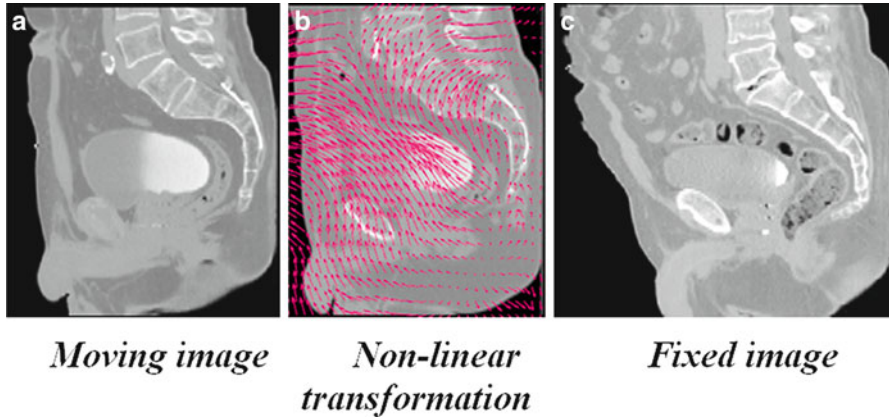 a
b
c
Moving image
Non-linear
transformation
Fixed image